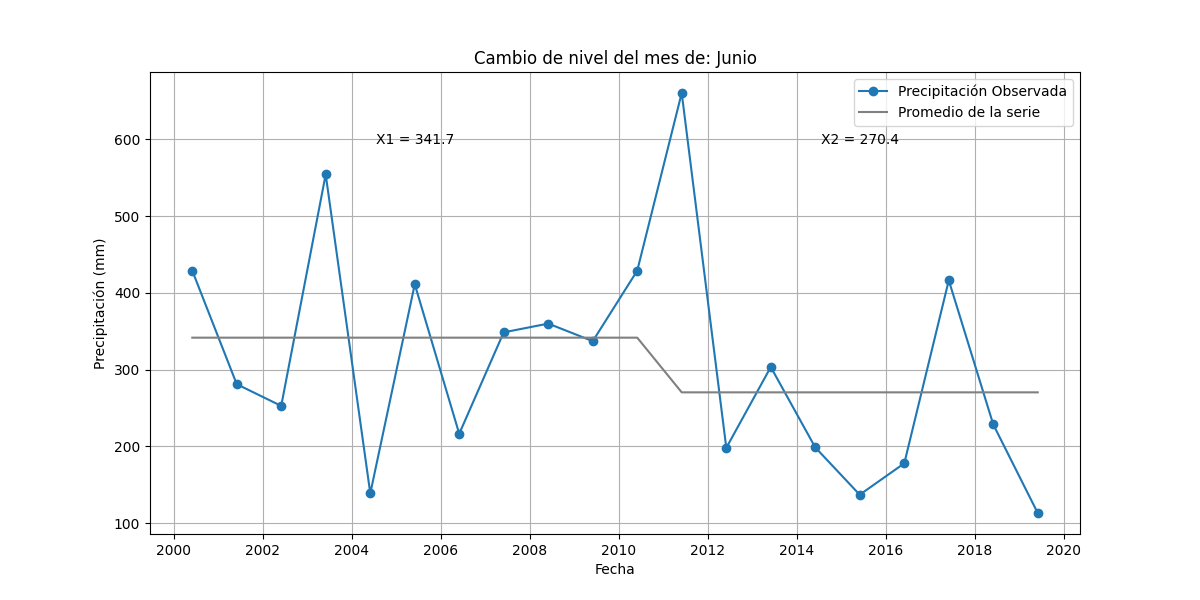 Cambio de nivel del mes de: Junio
Precipitación Observada
Promedio de la serie
X1 = 341.7
X2 = 270.4
600
500
400
300
200
100
Precipitación (mm)
2000 2002 2004 2006 2008 2010 2012 2014 2016 2018 2020
Fecha